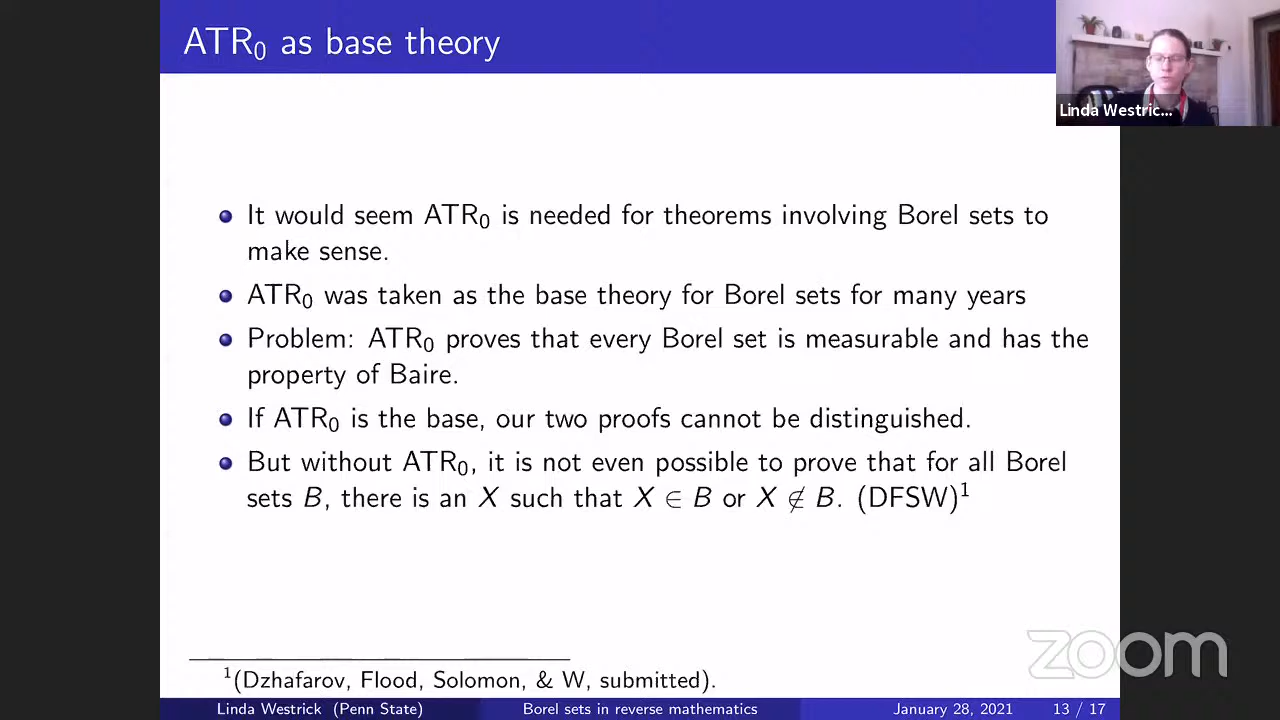 ATR₀ as base theory
Linda Westric...
It would seem ATR₀ is needed for theorems involving Borel sets to
make sense.
ATR₀ was taken as the base theory for Borel sets for many years
Problem: ATR₀ proves that every Borel set is measurable and has the
property of Baire.
If ATR₀ is the base, our two proofs cannot be distinguished.
But without ATR₀, it is not even possible to prove that for all Borel
sets B, there is an X such that X ∈ B or X ∉ B. (DFSW)¹
¹(Dzhafarov, Flood, Solomon, & W, submitted).
zoom
Linda Westrick (Penn State) Borel sets in reverse mathematics January 28, 2021 13 / 17